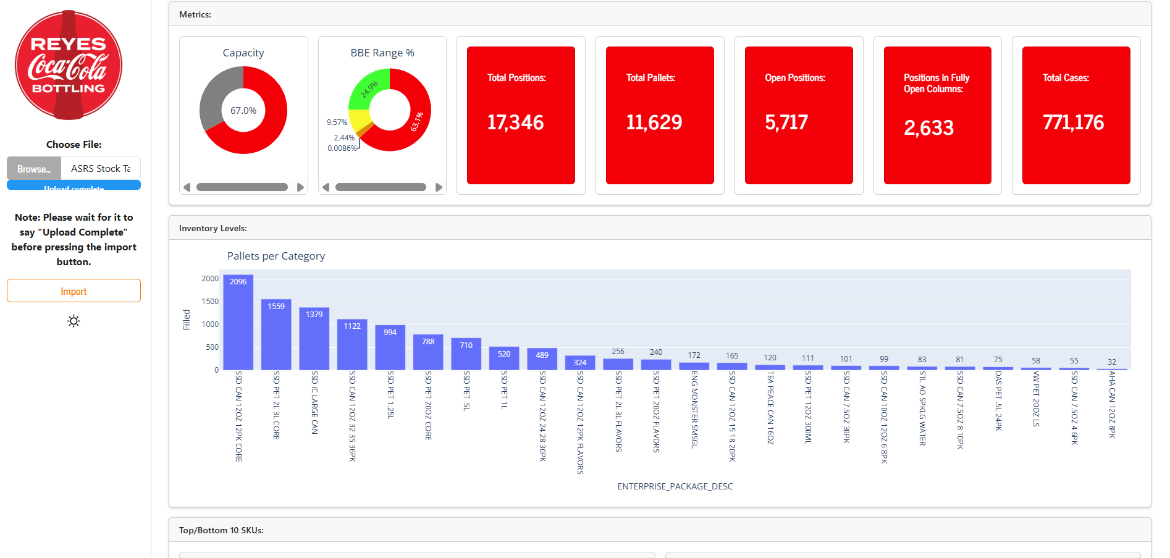 REYES
Coca-Cola
BOTTLING
Choose File:
Browse... ASRS Stock Ta
Upload complete
Note: Please wait for it to
say "Upload Complete"
before pressing the import
button.
Import
Metrics:
Capacity
67.0%
BBE Range %
24.9%
63.1%
9.57%
2.44%
0.0086%
Total Positions:
17,346
Total Pallets:
11,629
Open Positions:
5,717
Positions In Fully
Open Columns:
2,633
Total Cases:
771,176
Inventory Levels:
Pallets per Category
Filled
2000
1500
1000
500
0
2096
1559
1379
1122
994
788
710
520
489
324
256
240
172
165
120
111
101
99
83
81
75
58
55
32
SSD CAN 12OZ 12PK CORE
SSD PET 2L 3L CORE
SSD IC LARGE CAN
SSD CAN 12OZ 32 35 36PK
SSD PET 1.25L
SSD PET 20OZ CORE
SSD PET .5L
SSD PET 1L
SSD CAN 12OZ 24 28 30PK
SSD CAN 12OZ 12PK FLAVORS
SSD PET 2L 3L FLAVORS
SSD PET 20OZ FLAVORS
ENG MONSTER SMSGL
SSD CAN 12OZ 15 18 20PK
TEA PEACE CAN 16OZ
SSD PET 12OZ 300ML
SSD CAN 7.5OZ 30PK
SSD CAN 10OZ 12OZ 6 8PK
STL AO SPKLG WATER
SSD CAN 7.5OZ 8 10PK
DAS PET .5L 24PK
VW PET 20OZ LS
SSD CAN 7.5OZ 4 6PK
AHA CAN 12OZ 8PK
ENTERPRISE_PACKAGE_DESC
Top/Bottom 10 SKUs: